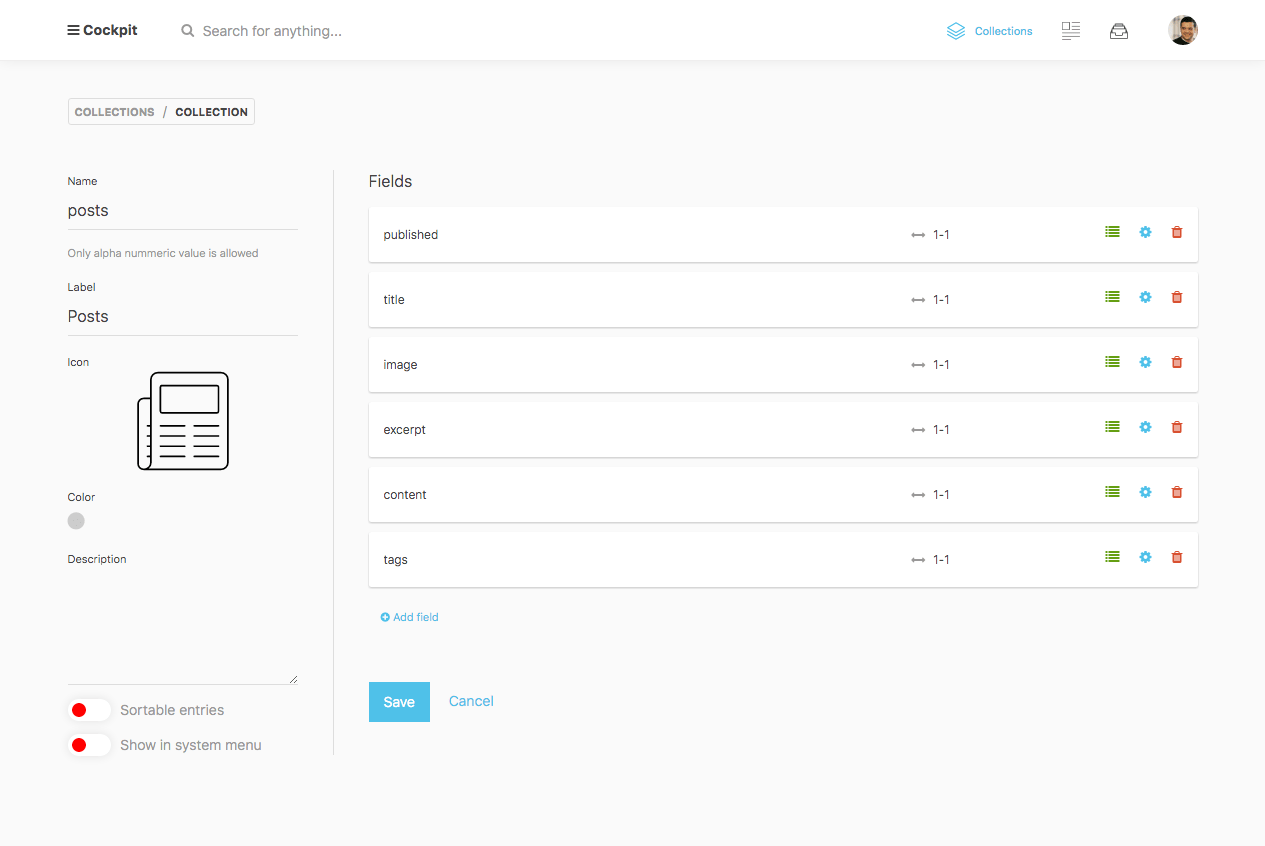 Cockpit
Search for anything...
Collections
COLLECTIONS / COLLECTION
Name
posts
Only alpha nummeric value is allowed
Label
Posts
Icon
Color
Description
Sortable entries
Show in system menu
Fields
published 1-1
title 1-1
image 1-1
excerpt 1-1
content 1-1
tags 1-1
Add field
Save Cancel